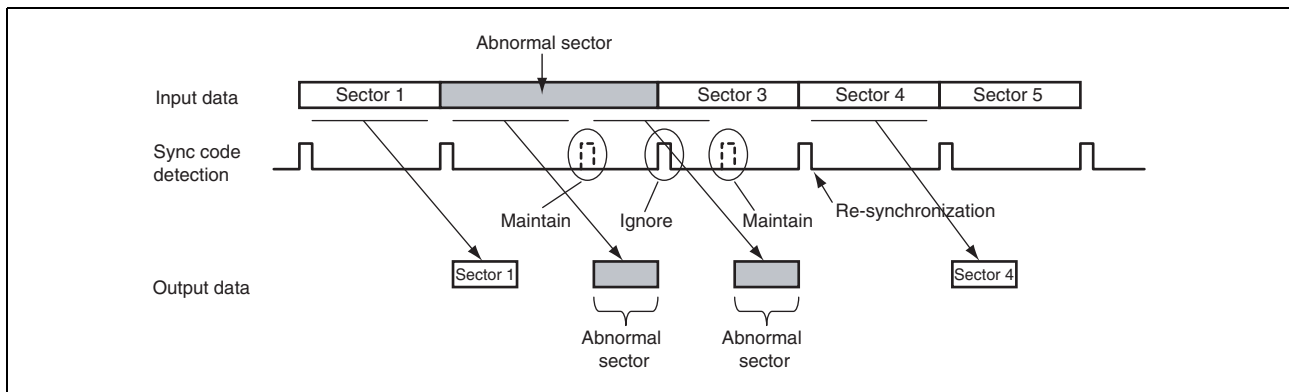 Abnormal sector
Input data
Sector 1
Sector 3
Sector 4
Sector 5
Sync code
detection
Maintain
Ignore
Maintain
Re-synchronization
Output data
Sector 1
Sector 4
Abnormal
sector
Abnormal
sector